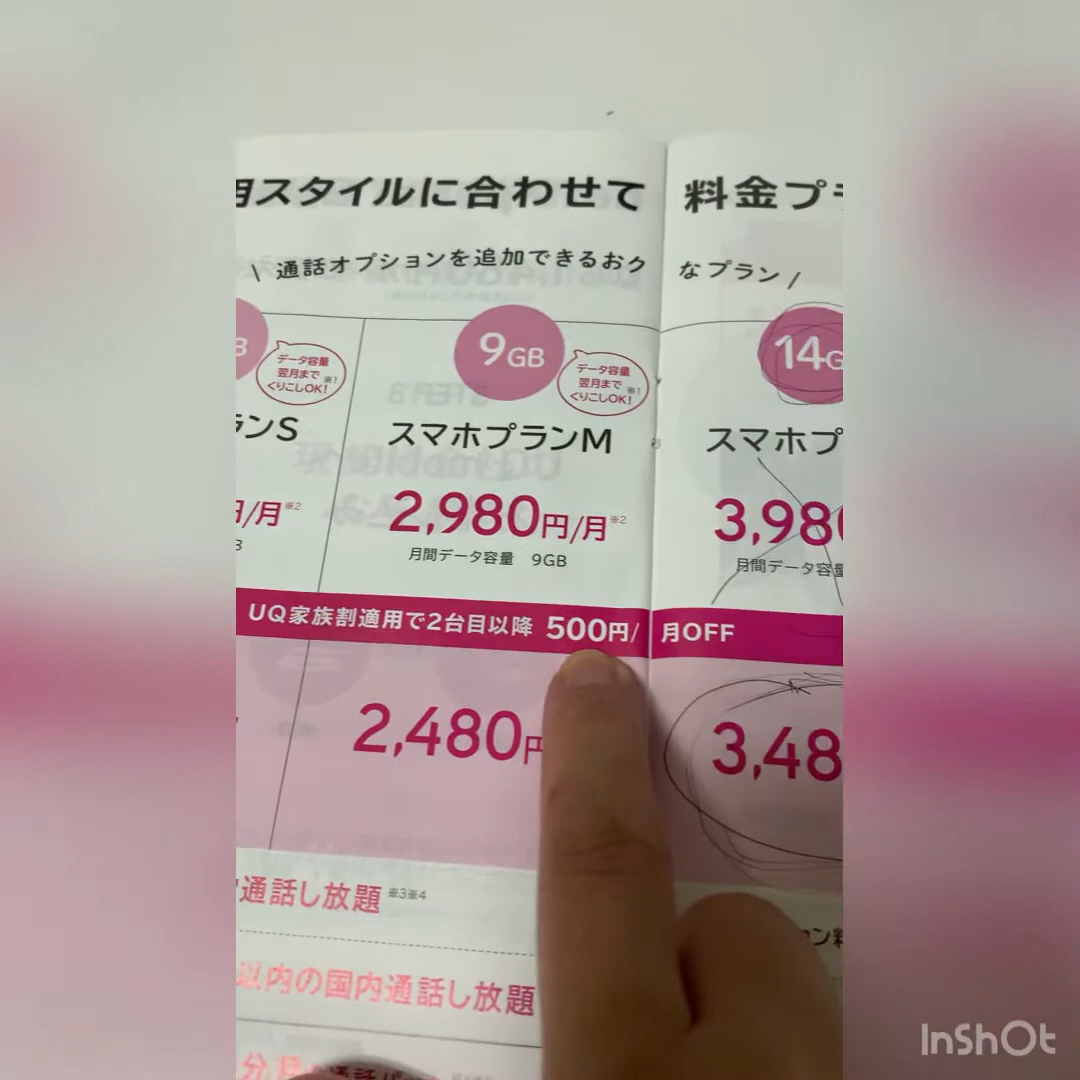 用スタイルに合わせて 料金プラ
\ 通話オプションを追加できるおク なプラン /
9GB
14G
データ容量
翌月まで
くりこしOK!
※1
データ容量
翌月まで
くりこしOK!
※1
ランS
スマホプランM
スマホプ
円/月※2
2,980円/月※2
3,980
月間データ容量 9GB
月間データ容量
UQ家族割適用で2台目以降 500円/月OFF
2,480円
3,48
通話し放題※3※4
以内の国内通話し放題
InShOt